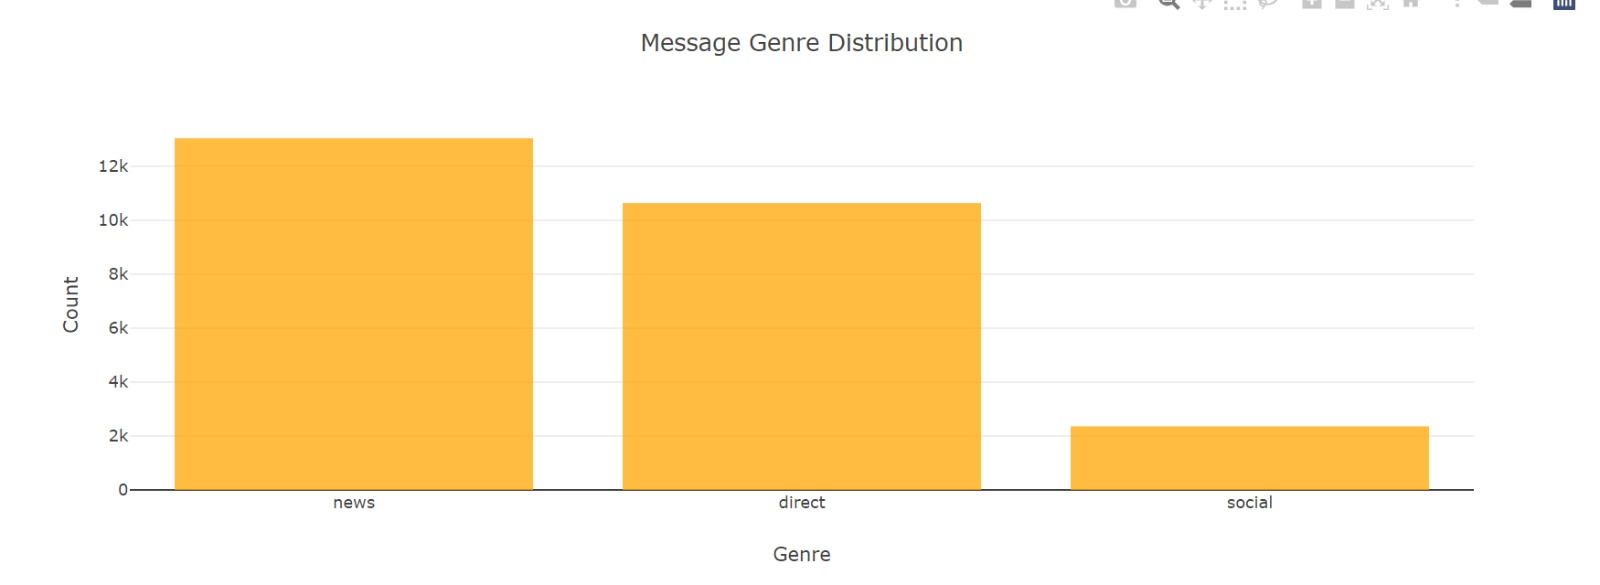 Message Genre Distribution
12k
10k
8k
6k
4k
2k
0
Count
news direct social
Genre